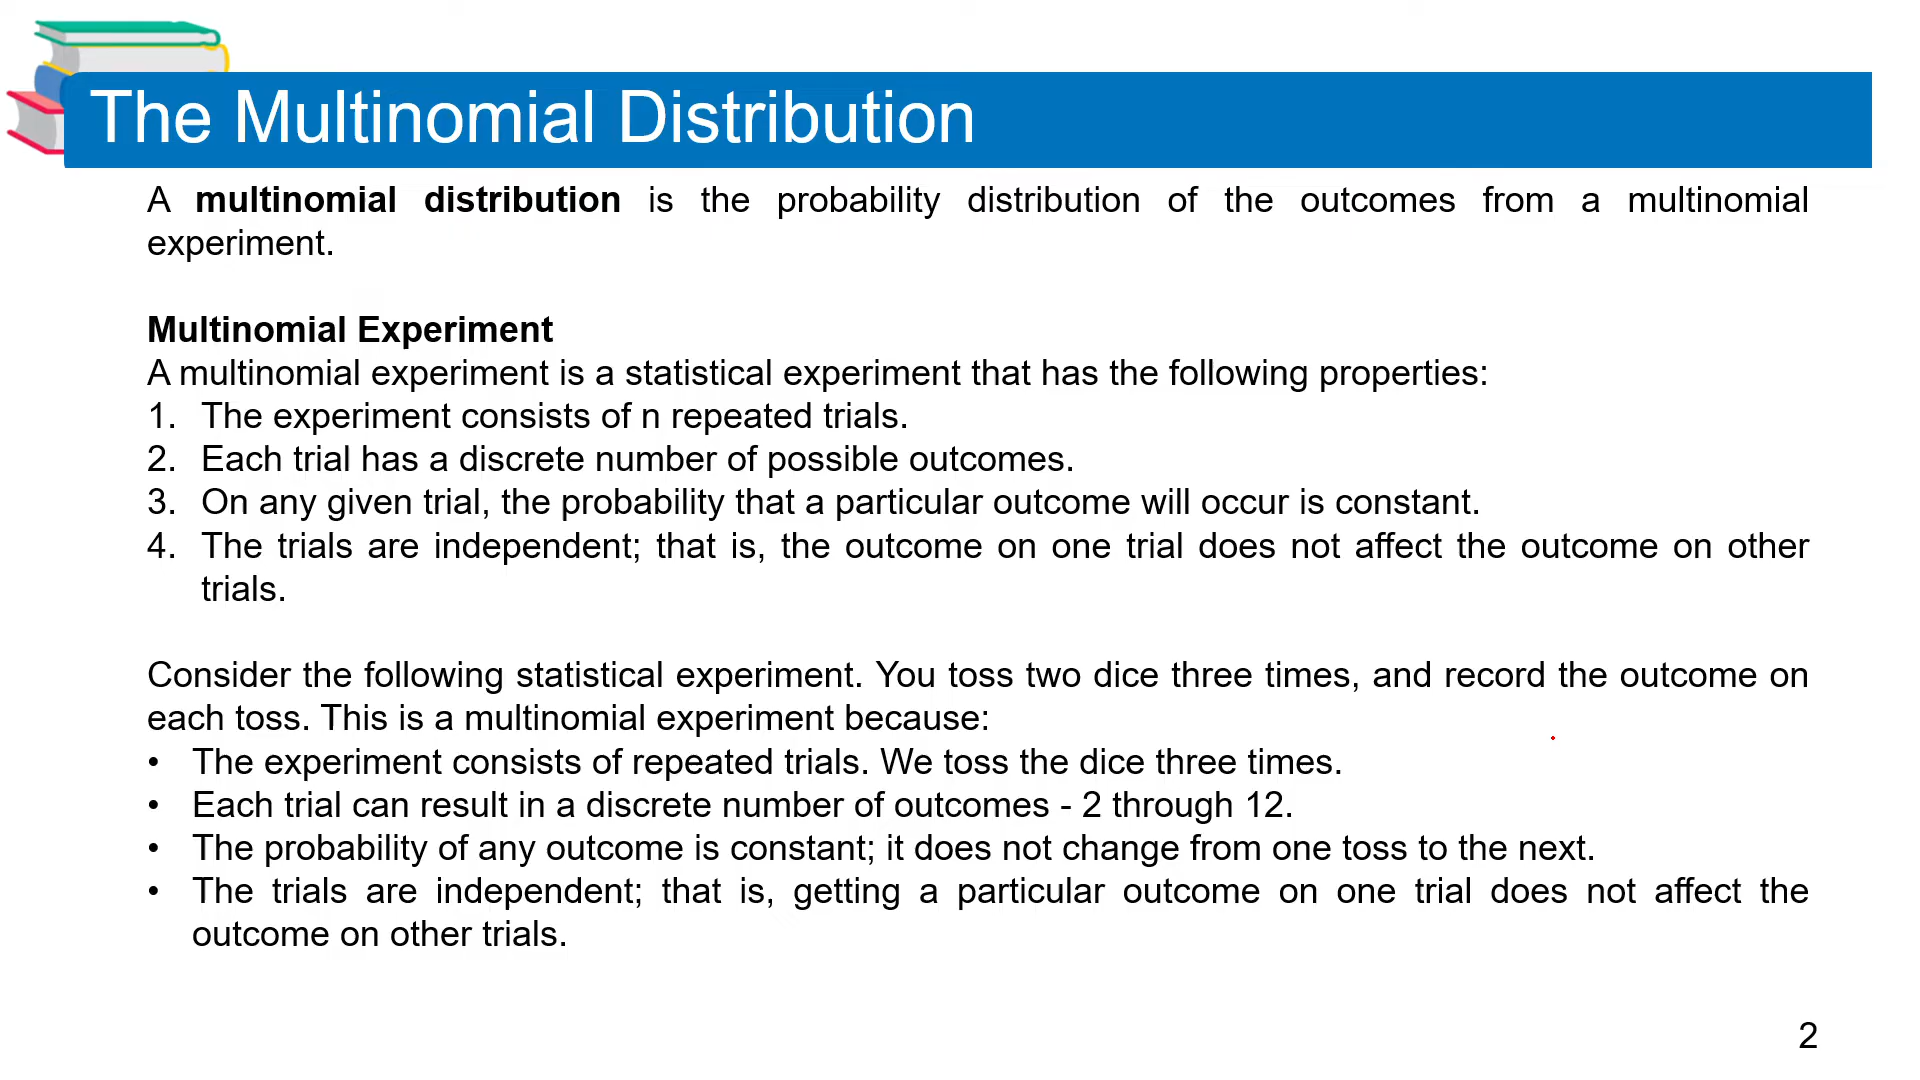 The Multinomial Distribution
A multinomial distribution is the probability distribution of the outcomes from a multinomial
experiment.
Multinomial Experiment
A multinomial experiment is a statistical experiment that has the following properties:
1. The experiment consists of n repeated trials.
2. Each trial has a discrete number of possible outcomes.
3. On any given trial, the probability that a particular outcome will occur is constant.
4. The trials are independent; that is, the outcome on one trial does not affect the outcome on other
trials.
Consider the following statistical experiment. You toss two dice three times, and record the outcome on
each toss. This is a multinomial experiment because:
• The experiment consists of repeated trials. We toss the dice three times.
• Each trial can result in a discrete number of outcomes - 2 through 12.
• The probability of any outcome is constant; it does not change from one toss to the next.
• The trials are independent; that is, getting a particular outcome on one trial does not affect the
outcome on other trials.
2